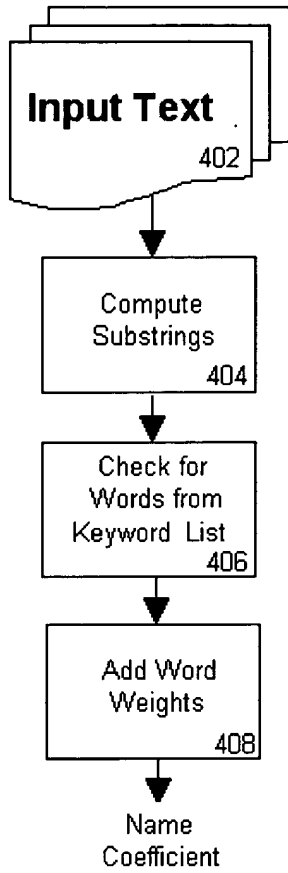 Input Text
402
Compute
Substrings
404
Check for
Words from
Keyword List
406
Add Word
Weights
408
Name
Coefficient